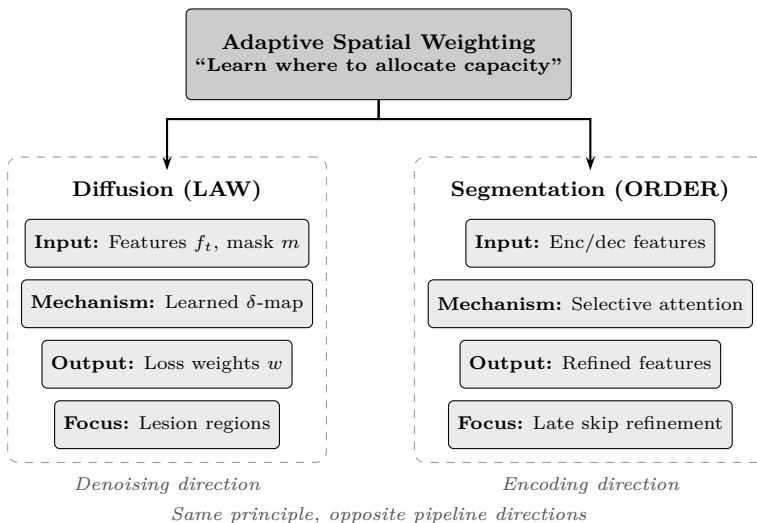 Adaptive Spatial Weighting
“Learn where to allocate capacity”
Diffusion (LAW)
Input: Features fₜ, mask m
Mechanism: Learned δ-map
Output: Loss weights w
Focus: Lesion regions
Denoising direction
Segmentation (ORDER)
Input: Enc/dec features
Mechanism: Selective attention
Output: Refined features
Focus: Late skip refinement
Encoding direction
Same principle, opposite pipeline directions